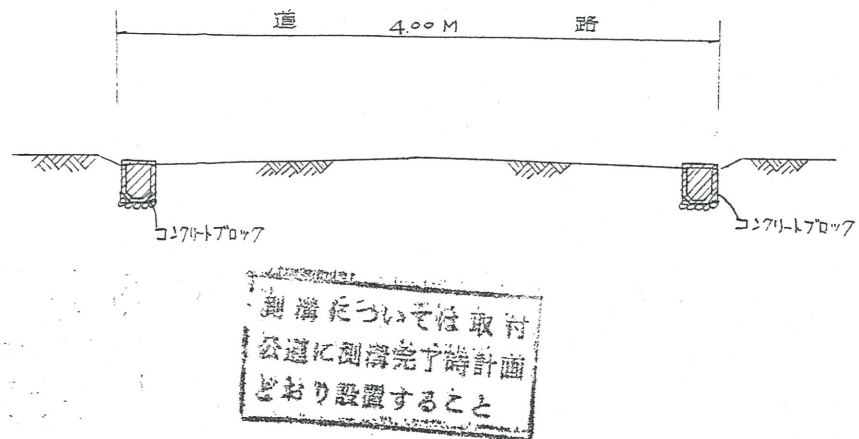 道 4.00M 路
コンクリートブロック
コンクリートブロック
側溝については取付
公道に側溝完了時計画
どおり設置すること